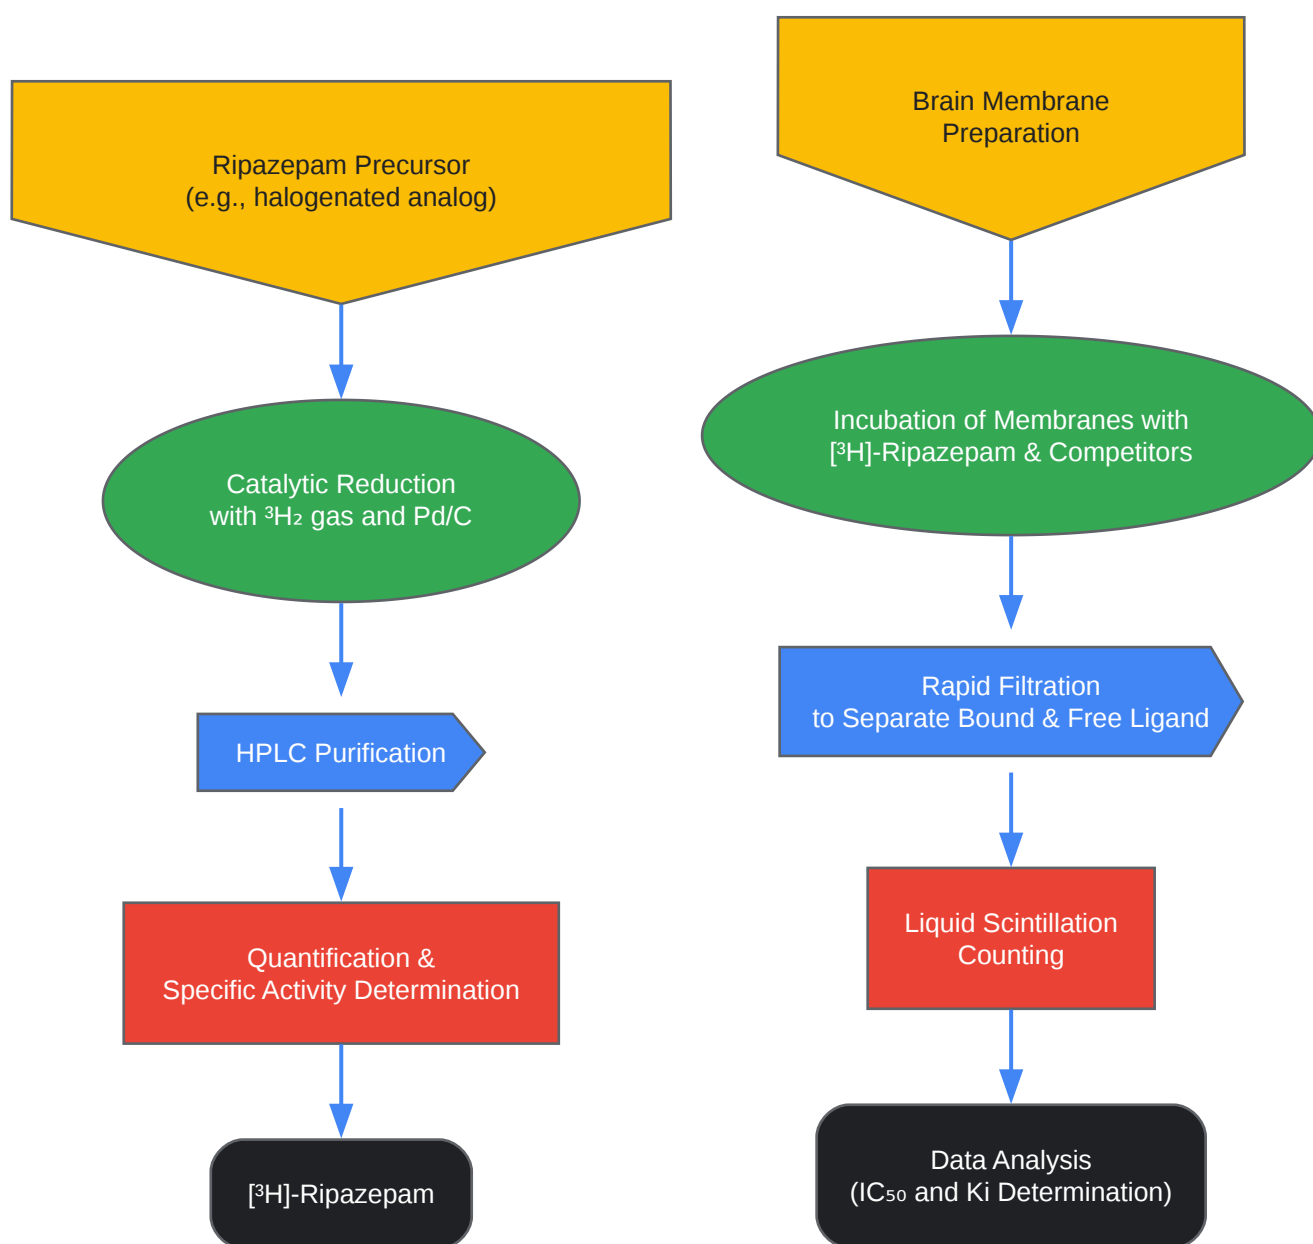 Ripazepam Precursor
(e.g., halogenated analog)
Catalytic Reduction
with ³H₂ gas and Pd/C
HPLC Purification
Quantification &
Specific Activity Determination
[³H]-Ripazepam
Brain Membrane
Preparation
Incubation of Membranes with
[³H]-Ripazepam & Competitors
Rapid Filtration
to Separate Bound & Free Ligand
Liquid Scintillation
Counting
Data Analysis
(IC₅₀ and Ki Determination)